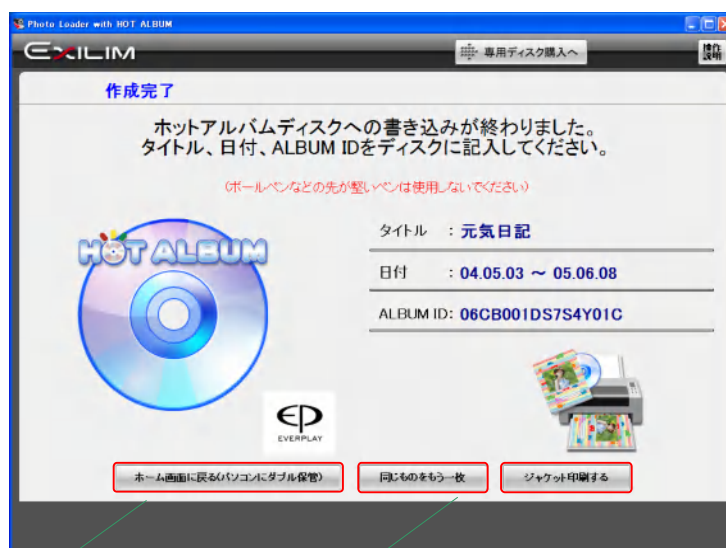 Photo Loader with HOT ALBUM
EXILIM
専用ディスク購入へ
操作
説明
作成完了
ホットアルバムディスクへの書き込みが終わりました。
タイトル、日付、ALBUM IDをディスクに記入してください。
(ボールペンなどの先が堅いペンは使用しないでください)
HOT ALBUM
タイトル : 元気日記
日付 : 04.05.03 ～ 05.06.08
ALBUM ID: 06CB001DS7S4Y01C
EP
EVERPLAY
ホーム画面に戻る(パソコンにダブル保管)
同じものをもう一枚
ジャケット印刷する